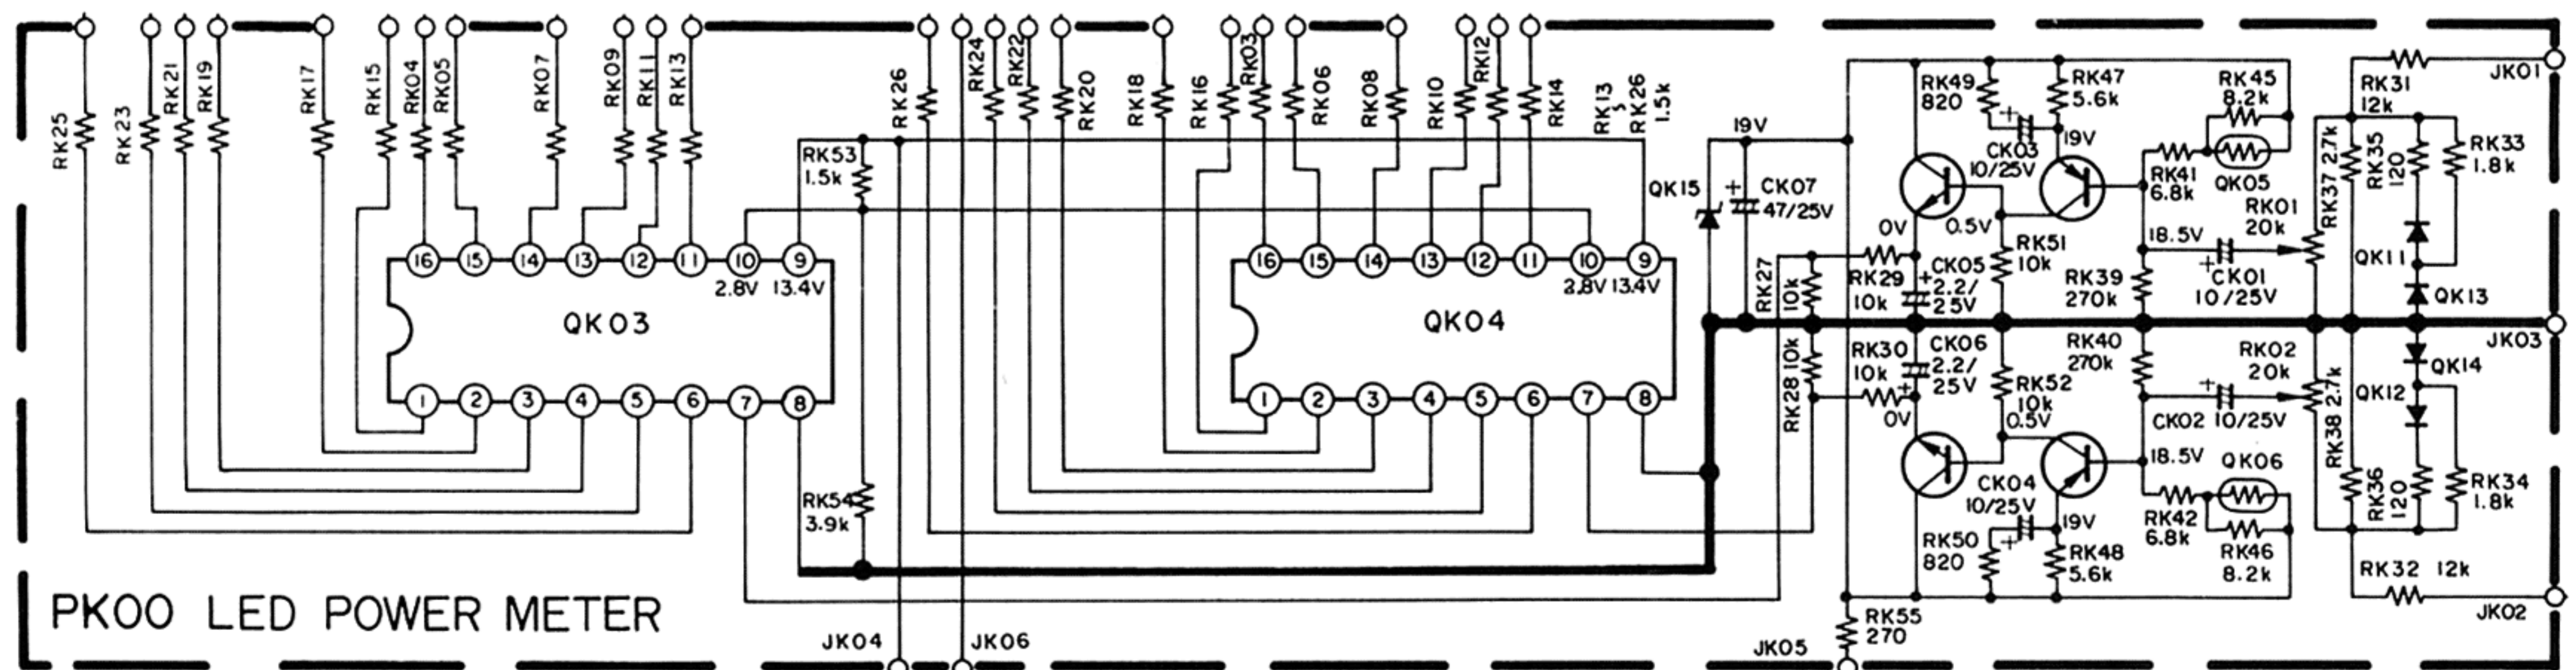 RK25
RK23
RK21
RK19
RK17
RK15
RK04
RK05
RK07
RK09
RK11
RK13
RK26
RK24
RK22
RK20
RK18
RK16
RK03
RK06
RK08
RK10
RK12
RK14
RK13
S
RK26
1.5k
RK53
1.5k
16 15 14 13 12 11 10 9
2.8V 13.4V
QK03
1 2 3 4 5 6 7 8
RK54
3.9k
16 15 14 13 12 11 10 9
2.8V 13.4V
QK04
1 2 3 4 5 6 7 8
19V
QK15
+
CK07
47/25V
RK27
10k
RK28 10k
RK49
820
+
CK03
10/25V
RK47
5.6k
19V
RK45
8.2k
RK41
6.8k
QK05
RK31
12k
JK01
RK37 2.7k
RK35
120
RK33
1.8k
0V
0.5V
RK29
10k
CK05
+
2.2/
25V
RK51
10k
18.5V
RK39
270k
RK01
20k
+
CK01
10/25V
QK11
QK13
JK03
RK30
10k
+
0V
CK06
2.2/
25V
RK52
10k
0.5V
RK40
270k
RK02
20k
+
CK02 10/25V
RK38 2.7k
QK14
QK12
18.5V
QK06
CK04
10/25V
+
19V
RK50
820
RK48
5.6k
RK42
6.8k
RK46
8.2k
RK36
120
RK34
1.8k
RK32 12k
JK02
RK55
270
PK00 LED POWER METER
JK04
JK06
JK05